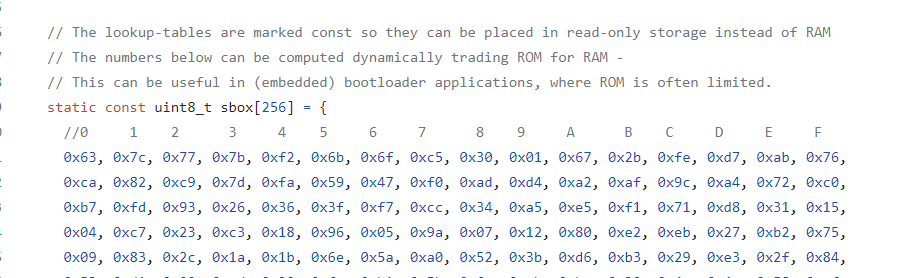 // The lookup-tables are marked const so they can be placed in read-only storage instead of RAM
// The numbers below can be computed dynamically trading ROM for RAM -
// This can be useful in (embedded) bootloader applications, where ROM is often limited.
static const uint8_t sbox[256] = {
//0 1 2 3 4 5 6 7 8 9 A B C D E F
0x63, 0x7c, 0x77, 0x7b, 0xf2, 0x6b, 0x6f, 0xc5, 0x30, 0x01, 0x67, 0x2b, 0xfe, 0xd7, 0xab, 0x76,
0xca, 0x82, 0xc9, 0x7d, 0xfa, 0x59, 0x47, 0xf0, 0xad, 0xd4, 0xa2, 0xaf, 0x9c, 0xa4, 0x72, 0xc0,
0xb7, 0xfd, 0x93, 0x26, 0x36, 0x3f, 0xf7, 0xcc, 0x34, 0xa5, 0xe5, 0xf1, 0x71, 0xd8, 0x31, 0x15,
0x04, 0xc7, 0x23, 0xc3, 0x18, 0x96, 0x05, 0x9a, 0x07, 0x12, 0x80, 0xe2, 0xeb, 0x27, 0xb2, 0x75,
0x09, 0x83, 0x2c, 0x1a, 0x1b, 0x6e, 0x5a, 0xa0, 0x52, 0x3b, 0xd6, 0xb3, 0x29, 0xe3, 0x2f, 0x84,